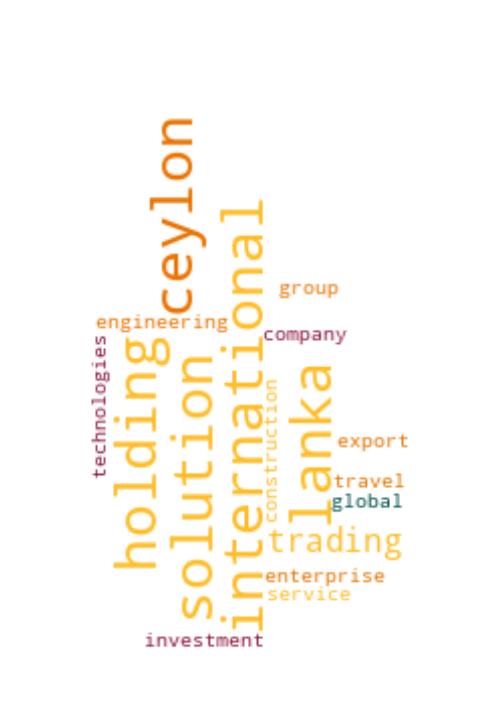 ceylon
international
group
engineering
company
technologies
holding
solution
lanka
construction
export
travel
global
trading
enterprise
service
investment